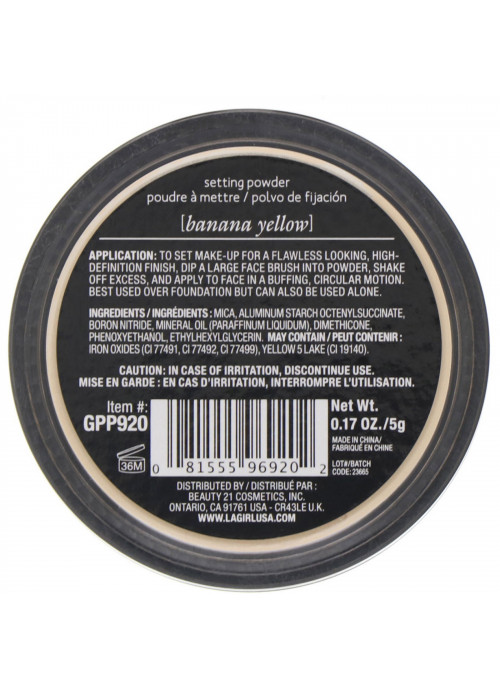 setting powder
poudre à mettre / polvo de fijación
[banana yellow]
APPLICATION: TO SET MAKE-UP FOR A FLAWLESS LOOKING, HIGH-
DEFINITION FINISH, DIP A LARGE FACE BRUSH INTO POWDER, SHAKE
OFF EXCESS, AND APPLY TO FACE IN A BUFFING, CIRCULAR MOTION.
BEST USED OVER FOUNDATION BUT CAN ALSO BE USED ALONE.
INGREDIENTS / INGRÉDIENTS: MICA, ALUMINUM STARCH OCTENYLSUCCINATE,
BORON NITRIDE, MINERAL OIL (PARAFFINUM LIQUIDUM), DIMETHICONE,
PHENOXYETHANOL, ETHYLHEXYLGLYCERIN. MAY CONTAIN / PEUT CONTENIR :
IRON OXIDES (CI 77491, CI 77492, CI 77499), YELLOW 5 LAKE (CI 19140).
CAUTION: IN CASE OF IRRITATION, DISCONTINUE USE.
MISE EN GARDE : EN CAS D'IRRITATION, INTERROMPRE L'UTILISATION.
Item #:
GPP920
36M
0 81555 96920 2
Net Wt.
0.17 OZ./5g
MADE IN CHINA/
FABRIQUÉ EN CHINE
LOT#/BATCH
CODE: 23665
DISTRIBUTED BY / DISTRIBUÉ PAR :
BEAUTY 21 COSMETICS, INC.
ONTARIO, CA 91761 USA - CR43LE U.K.
WWW.LAGIRLUSA.COM